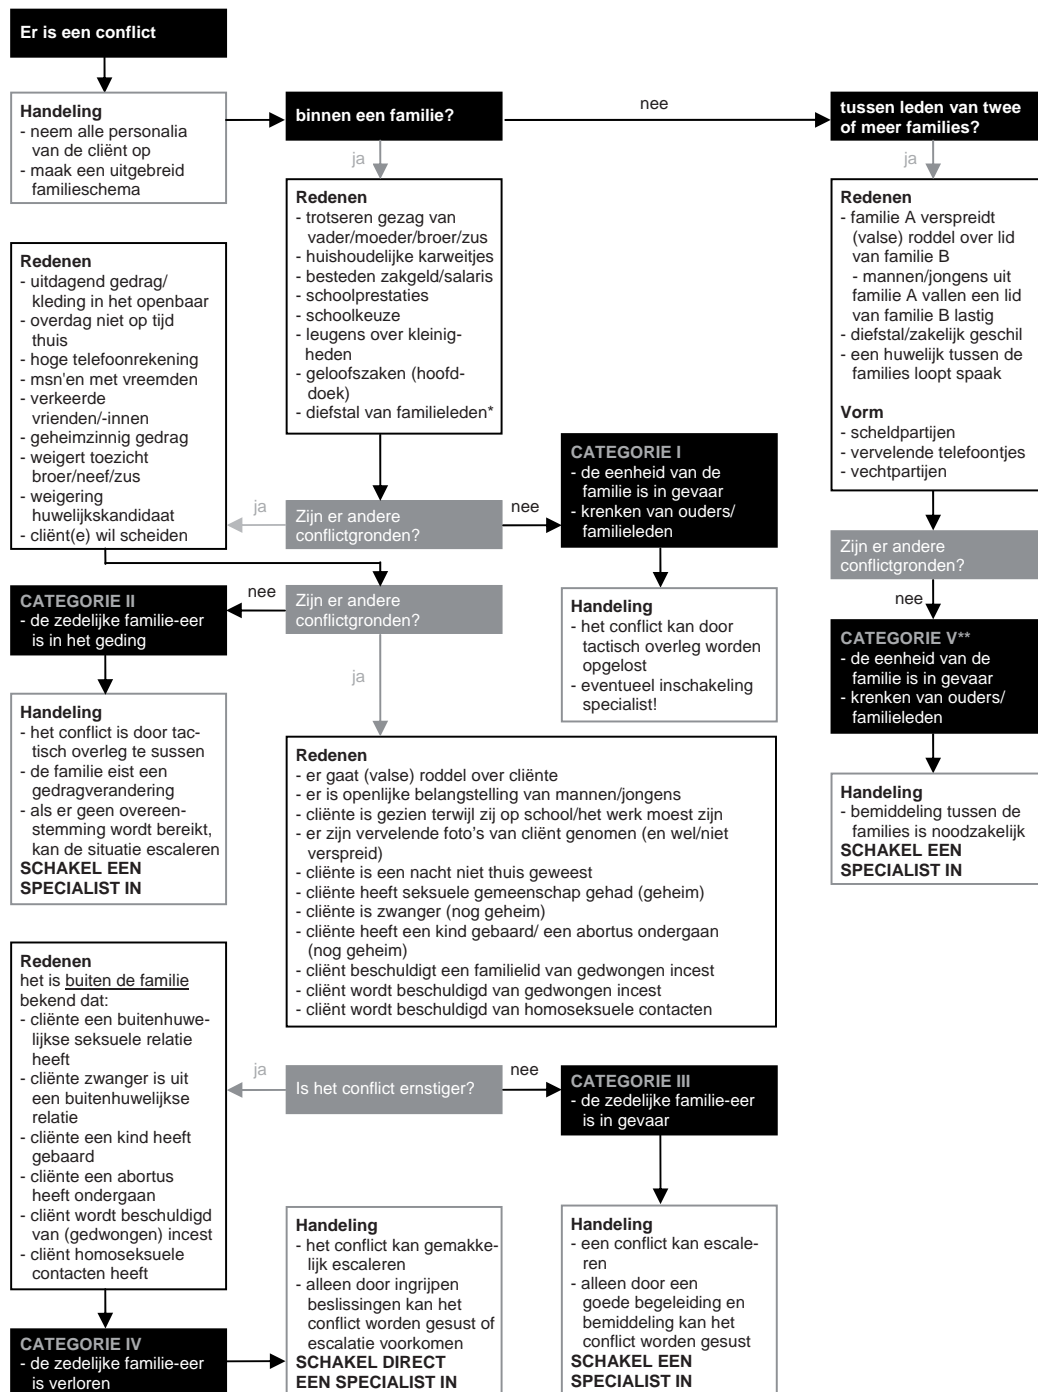 Er is een conflict
Handeling
- neem alle personalia
van de cliënt op
- maak een uitgebreid
familieschema
binnen een familie?
nee
tussen leden van twee
of meer families?
ja
ja
Redenen
- trotseren gezag van
vader/moeder/broer/zus
- huishoudelijke karweitjes
- besteden zakgeld/salaris
- schoolprestaties
- schoolkeuze
- leugens over kleinig-
heden
- geloofszaken (hoofd-
doek)
- diefstal van familieleden*
Redenen
- familie A verspreidt
(valse) roddel over lid
van familie B
- mannen/jongens uit
familie A vallen een lid
van familie B lastig
- diefstal/zakelijk geschil
- een huwelijk tussen de
families loopt spaak
Vorm
- scheldpartijen
- vervelende telefoontjes
- vechtpartijen
Redenen
- uitdagend gedrag/
kleding in het openbaar
- overdag niet op tijd
thuis
- hoge telefoonrekening
- msn'en met vreemden
- verkeerde
vrienden/-innen
- geheimzinnig gedrag
- weigert toezicht
broer/neef/zus
- weigering
huwelijkskandidaat
- cliënt(e) wil scheiden
ja
Zijn er andere
conflictgronden?
nee
CATEGORIE I
- de eenheid van de
familie is in gevaar
- krenken van ouders/
familieleden
Zijn er andere
conflictgronden?
nee
CATEGORIE II
- de zedelijke familie-eer
is in het geding
nee
Zijn er andere
conflictgronden?
ja
Handeling
- het conflict kan door
tactisch overleg worden
opgelost
- eventueel inschakeling
specialist!
CATEGORIE V**
- de eenheid van de
familie is in gevaar
- krenken van ouders/
familieleden
Handeling
- het conflict is door tac-
tisch overleg te sussen
- de familie eist een
gedragverandering
- als er geen overeen-
stemming wordt bereikt,
kan de situatie escaleren
SCHAKEL EEN
SPECIALIST IN
Redenen
- er gaat (valse) roddel over cliënte
- er is openlijke belangstelling van mannen/jongens
- cliënte is gezien terwijl zij op school/het werk moest zijn
- er zijn vervelende foto's van cliënt genomen (en wel/niet
verspreid)
- cliënte is een nacht niet thuis geweest
- cliënte heeft seksuele gemeenschap gehad (geheim)
- cliënte is zwanger (nog geheim)
- cliënte heeft een kind gebaard/ een abortus ondergaan
(nog geheim)
- cliënt beschuldigt een familielid van gedwongen incest
- cliënt wordt beschuldigd van gedwongen incest
- cliënt wordt beschuldigd van homoseksuele contacten
Handeling
- bemiddeling tussen de
families is noodzakelijk
SCHAKEL EEN
SPECIALIST IN
Redenen
het is buiten de familie
bekend dat:
- cliënte een buitenhuwe-
lijkse seksuele relatie
heeft
- cliënte zwanger is uit
een buitenhuwelijkse
relatie
- cliënte een kind heeft
gebaard
- cliënte een abortus
heeft ondergaan
- cliënt wordt beschuldigd
van (gedwongen) incest
- cliënt homoseksuele
contacten heeft
ja
Is het conflict ernstiger?
nee
CATEGORIE III
- de zedelijke familie-eer
is in gevaar
CATEGORIE IV
- de zedelijke familie-eer
is verloren
Handeling
- het conflict kan gemakke-
lijk escaleren
- alleen door ingrijpen
beslissingen kan het
conflict worden gesust of
escalatie voorkomen
SCHAKEL DIRECT
EEN SPECIALIST IN
Handeling
- een conflict kan escale-
ren
- alleen door een
goede begeleiding en
bemiddeling kan het
conflict worden gesust
SCHAKEL EEN
SPECIALIST IN